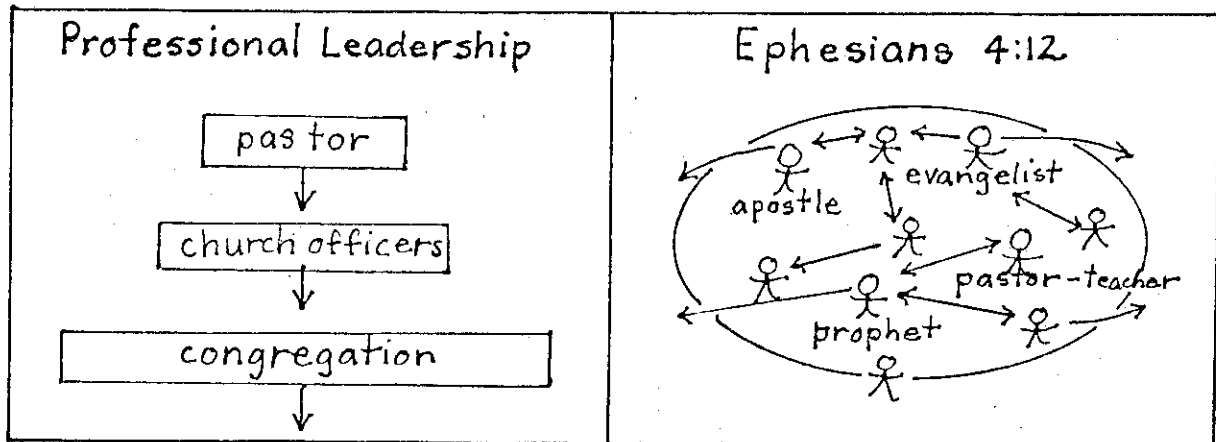 Professional Leadership
pastor
church officers
congregation
Ephesians 4:12
evangelist
apostle
pastor-teacher
prophet